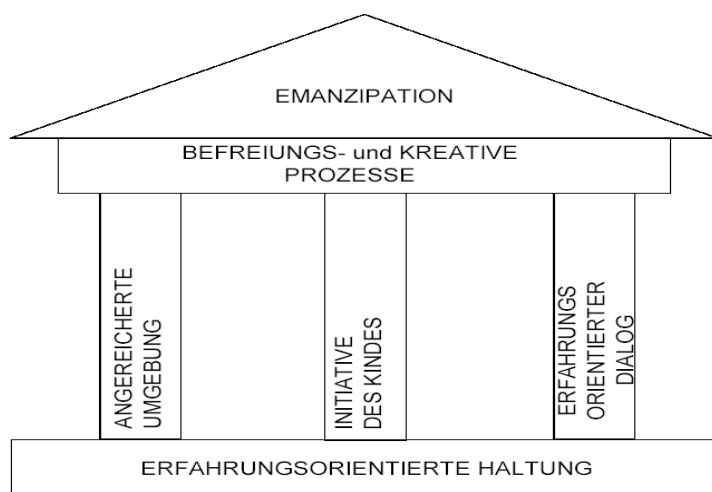 EMANZIPATION
BEFREIUNGS- und KREATIVE
PROZESSE
ANGEREICHERTE
UMGEBUNG
INITIATIVE
DES KINDES
ERFAHRUNGS
ORIENTIERTER
DIALOG
ERFAHRUNGSORIENTIERTE HALTUNG